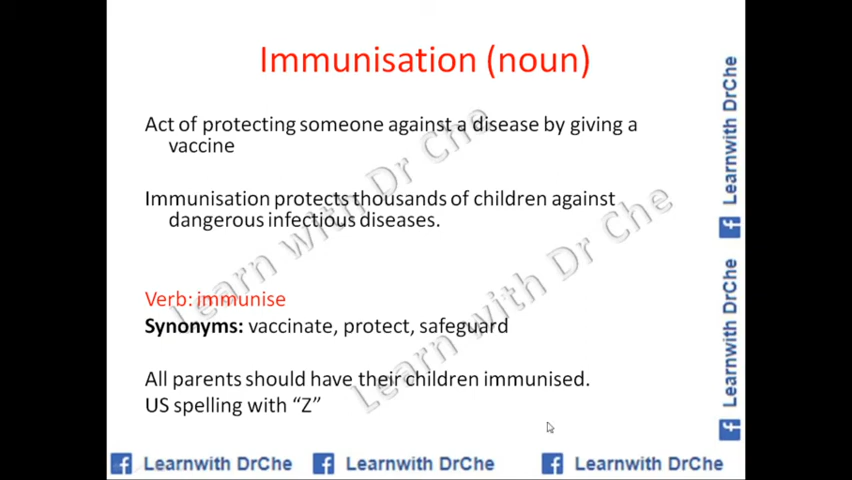 Immunisation (noun)
Act of protecting someone against a disease by giving a
vaccine
Immunisation protects thousands of children against
dangerous infectious diseases.
Verb: immunise
Synonyms: vaccinate, protect, safeguard
All parents should have their children immunised.
US spelling with “Z”
Learn with Dr Che
Learn with Dr Che
Learnwith DrChe
Learnwith DrChe
Learnwith DrChe
Learnwith DrChe
Learnwith DrChe